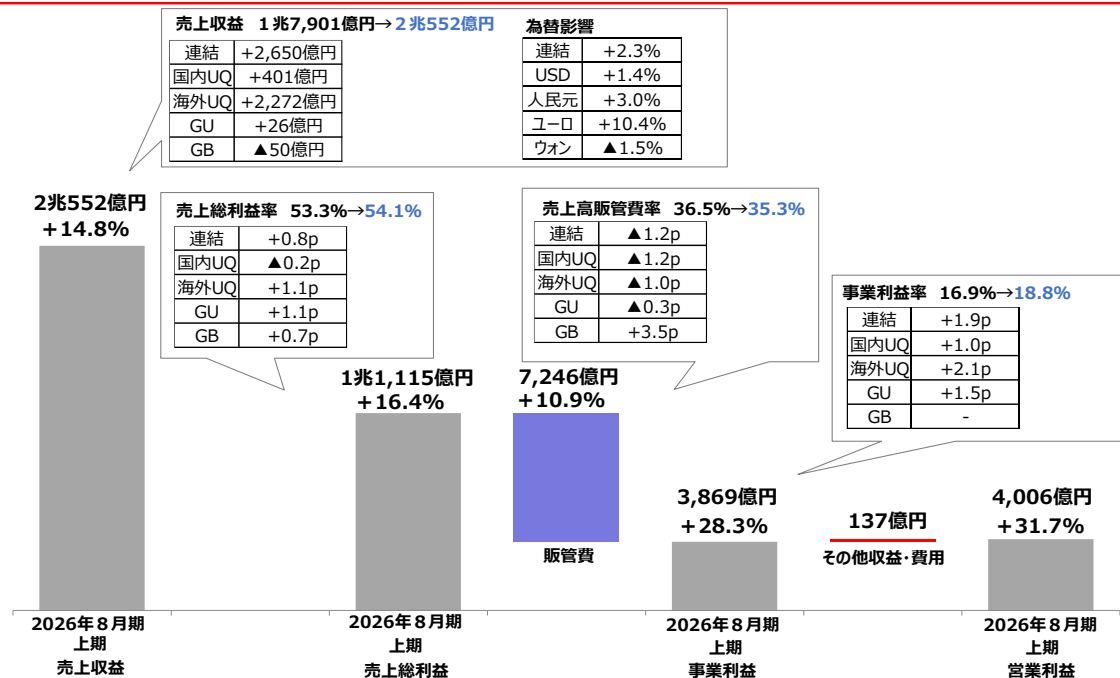 売上収益 1兆7,901億円→2兆552億円
連結 +2,650億円
国内UQ +401億円
海外UQ +2,272億円
GU +26億円
GB ▲50億円
為替影響
連結 +2.3%
USD +1.4%
人民元 +3.0%
ユーロ +10.4%
ウォン ▲1.5%
2兆552億円
+14.8%
売上総利益率 53.3%→54.1%
連結 +0.8p
国内UQ ▲0.2p
海外UQ +1.1p
GU +1.1p
GB +0.7p
売上高販管費率 36.5%→35.3%
連結 ▲1.2p
国内UQ ▲1.2p
海外UQ ▲1.0p
GU ▲0.3p
GB +3.5p
事業利益率 16.9%→18.8%
連結 +1.9p
国内UQ +1.0p
海外UQ +2.1p
GU +1.5p
GB -
1兆1,115億円
+16.4%
7,246億円
+10.9%
販管費
3,869億円
+28.3%
137億円
その他収益・費用
4,006億円
+31.7%
2026年8月期
上期
売上収益
2026年8月期
上期
売上総利益
2026年8月期
上期
事業利益
2026年8月期
上期
営業利益